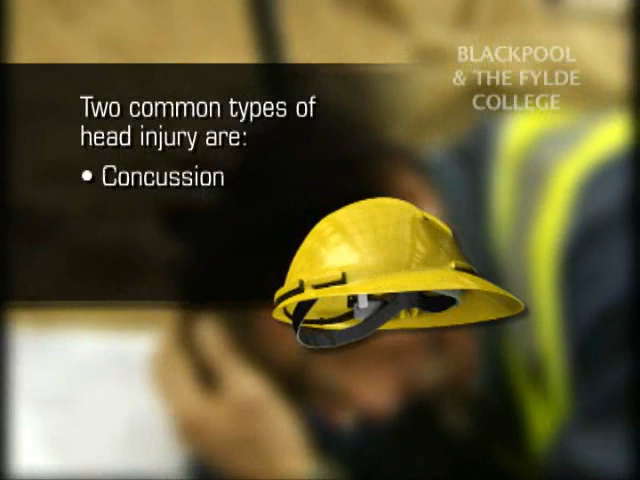 BLACKPOOL
& THE FYLDE
COLLEGE
Two common types of
head injury are:
• Concussion